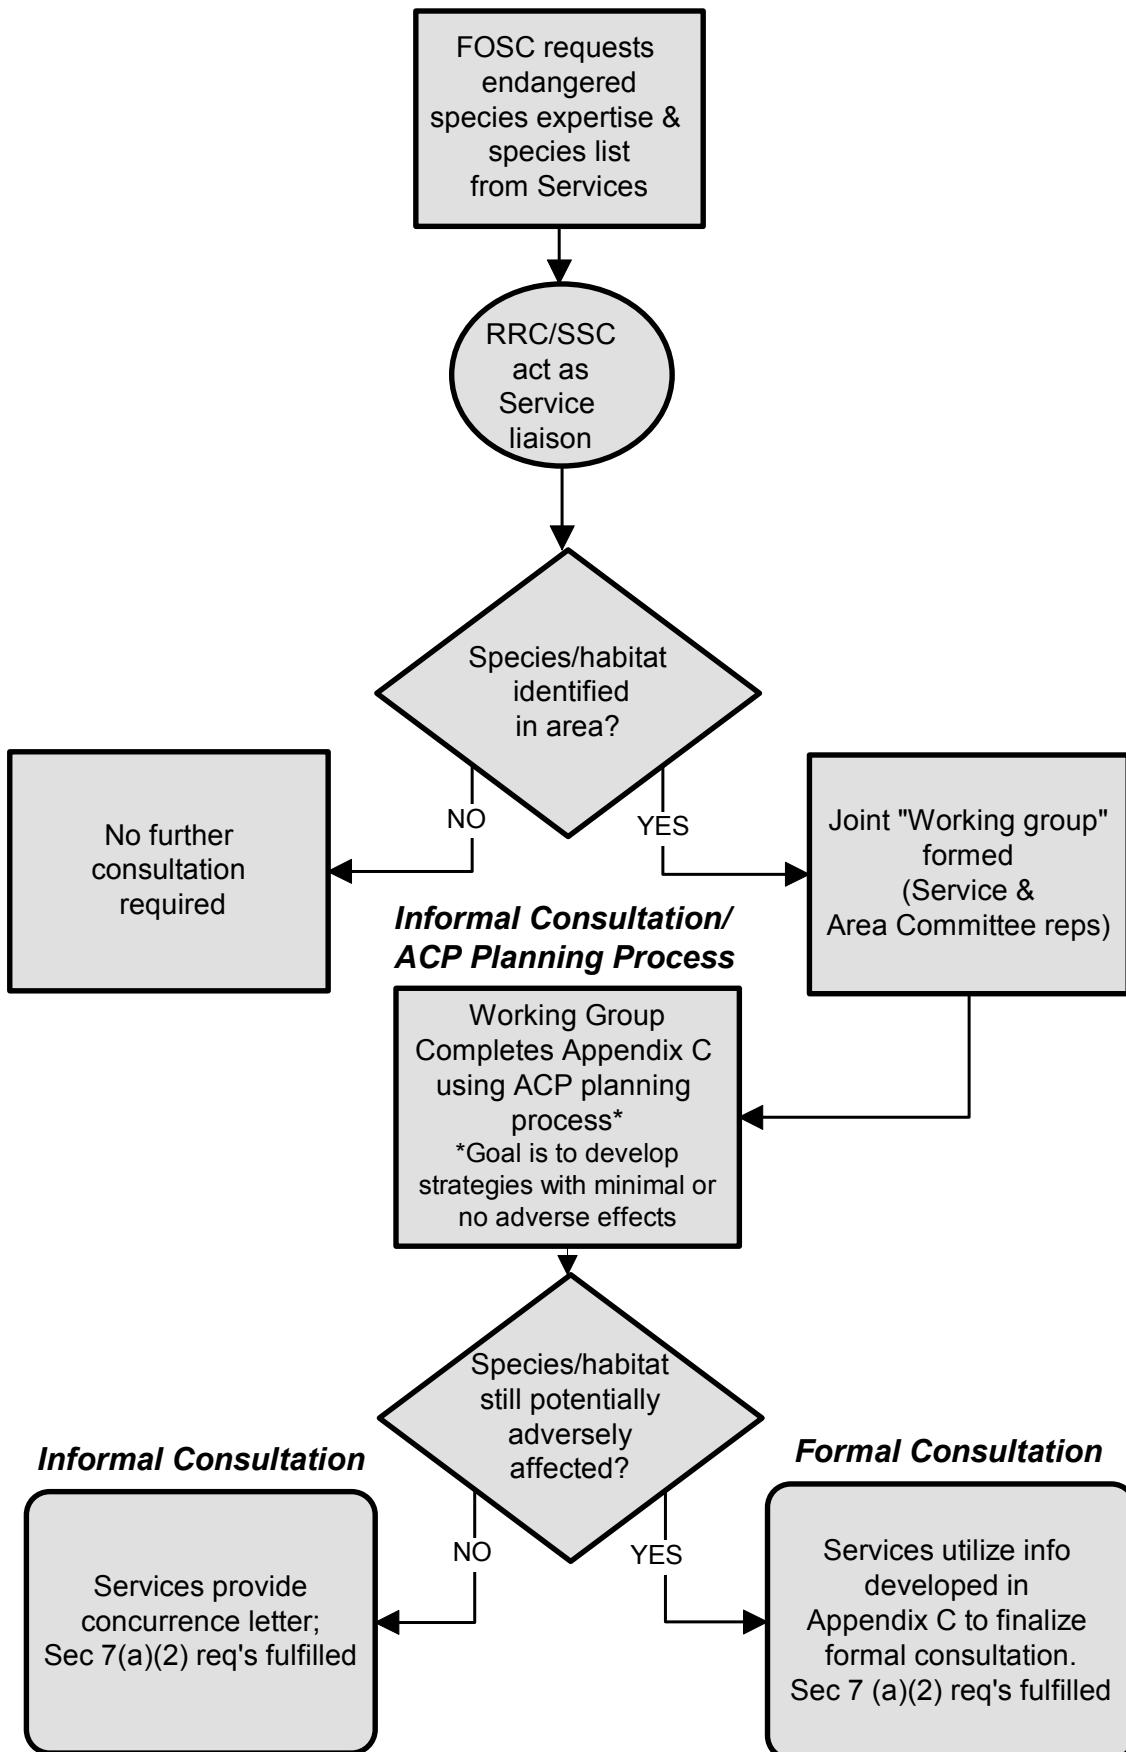 FOSC requests
endangered
species expertise &
species list
from Services
RRC/SSC
act as
Service
liaison
Species/habitat
identified
in area?
NO
YES
No further
consultation
required
Joint "Working group"
formed
(Service &
Area Committee reps)
Informal Consultation/
ACP Planning Process
Working Group
Completes Appendix C
using ACP planning
process*
*Goal is to develop
strategies with minimal or
no adverse effects
Species/habitat
still potentially
adversely
affected?
NO
YES
Informal Consultation
Services provide
concurrence letter;
Sec 7(a)(2) req's fulfilled
Formal Consultation
Services utilize info
developed in
Appendix C to finalize
formal consultation.
Sec 7 (a)(2) req's fulfilled